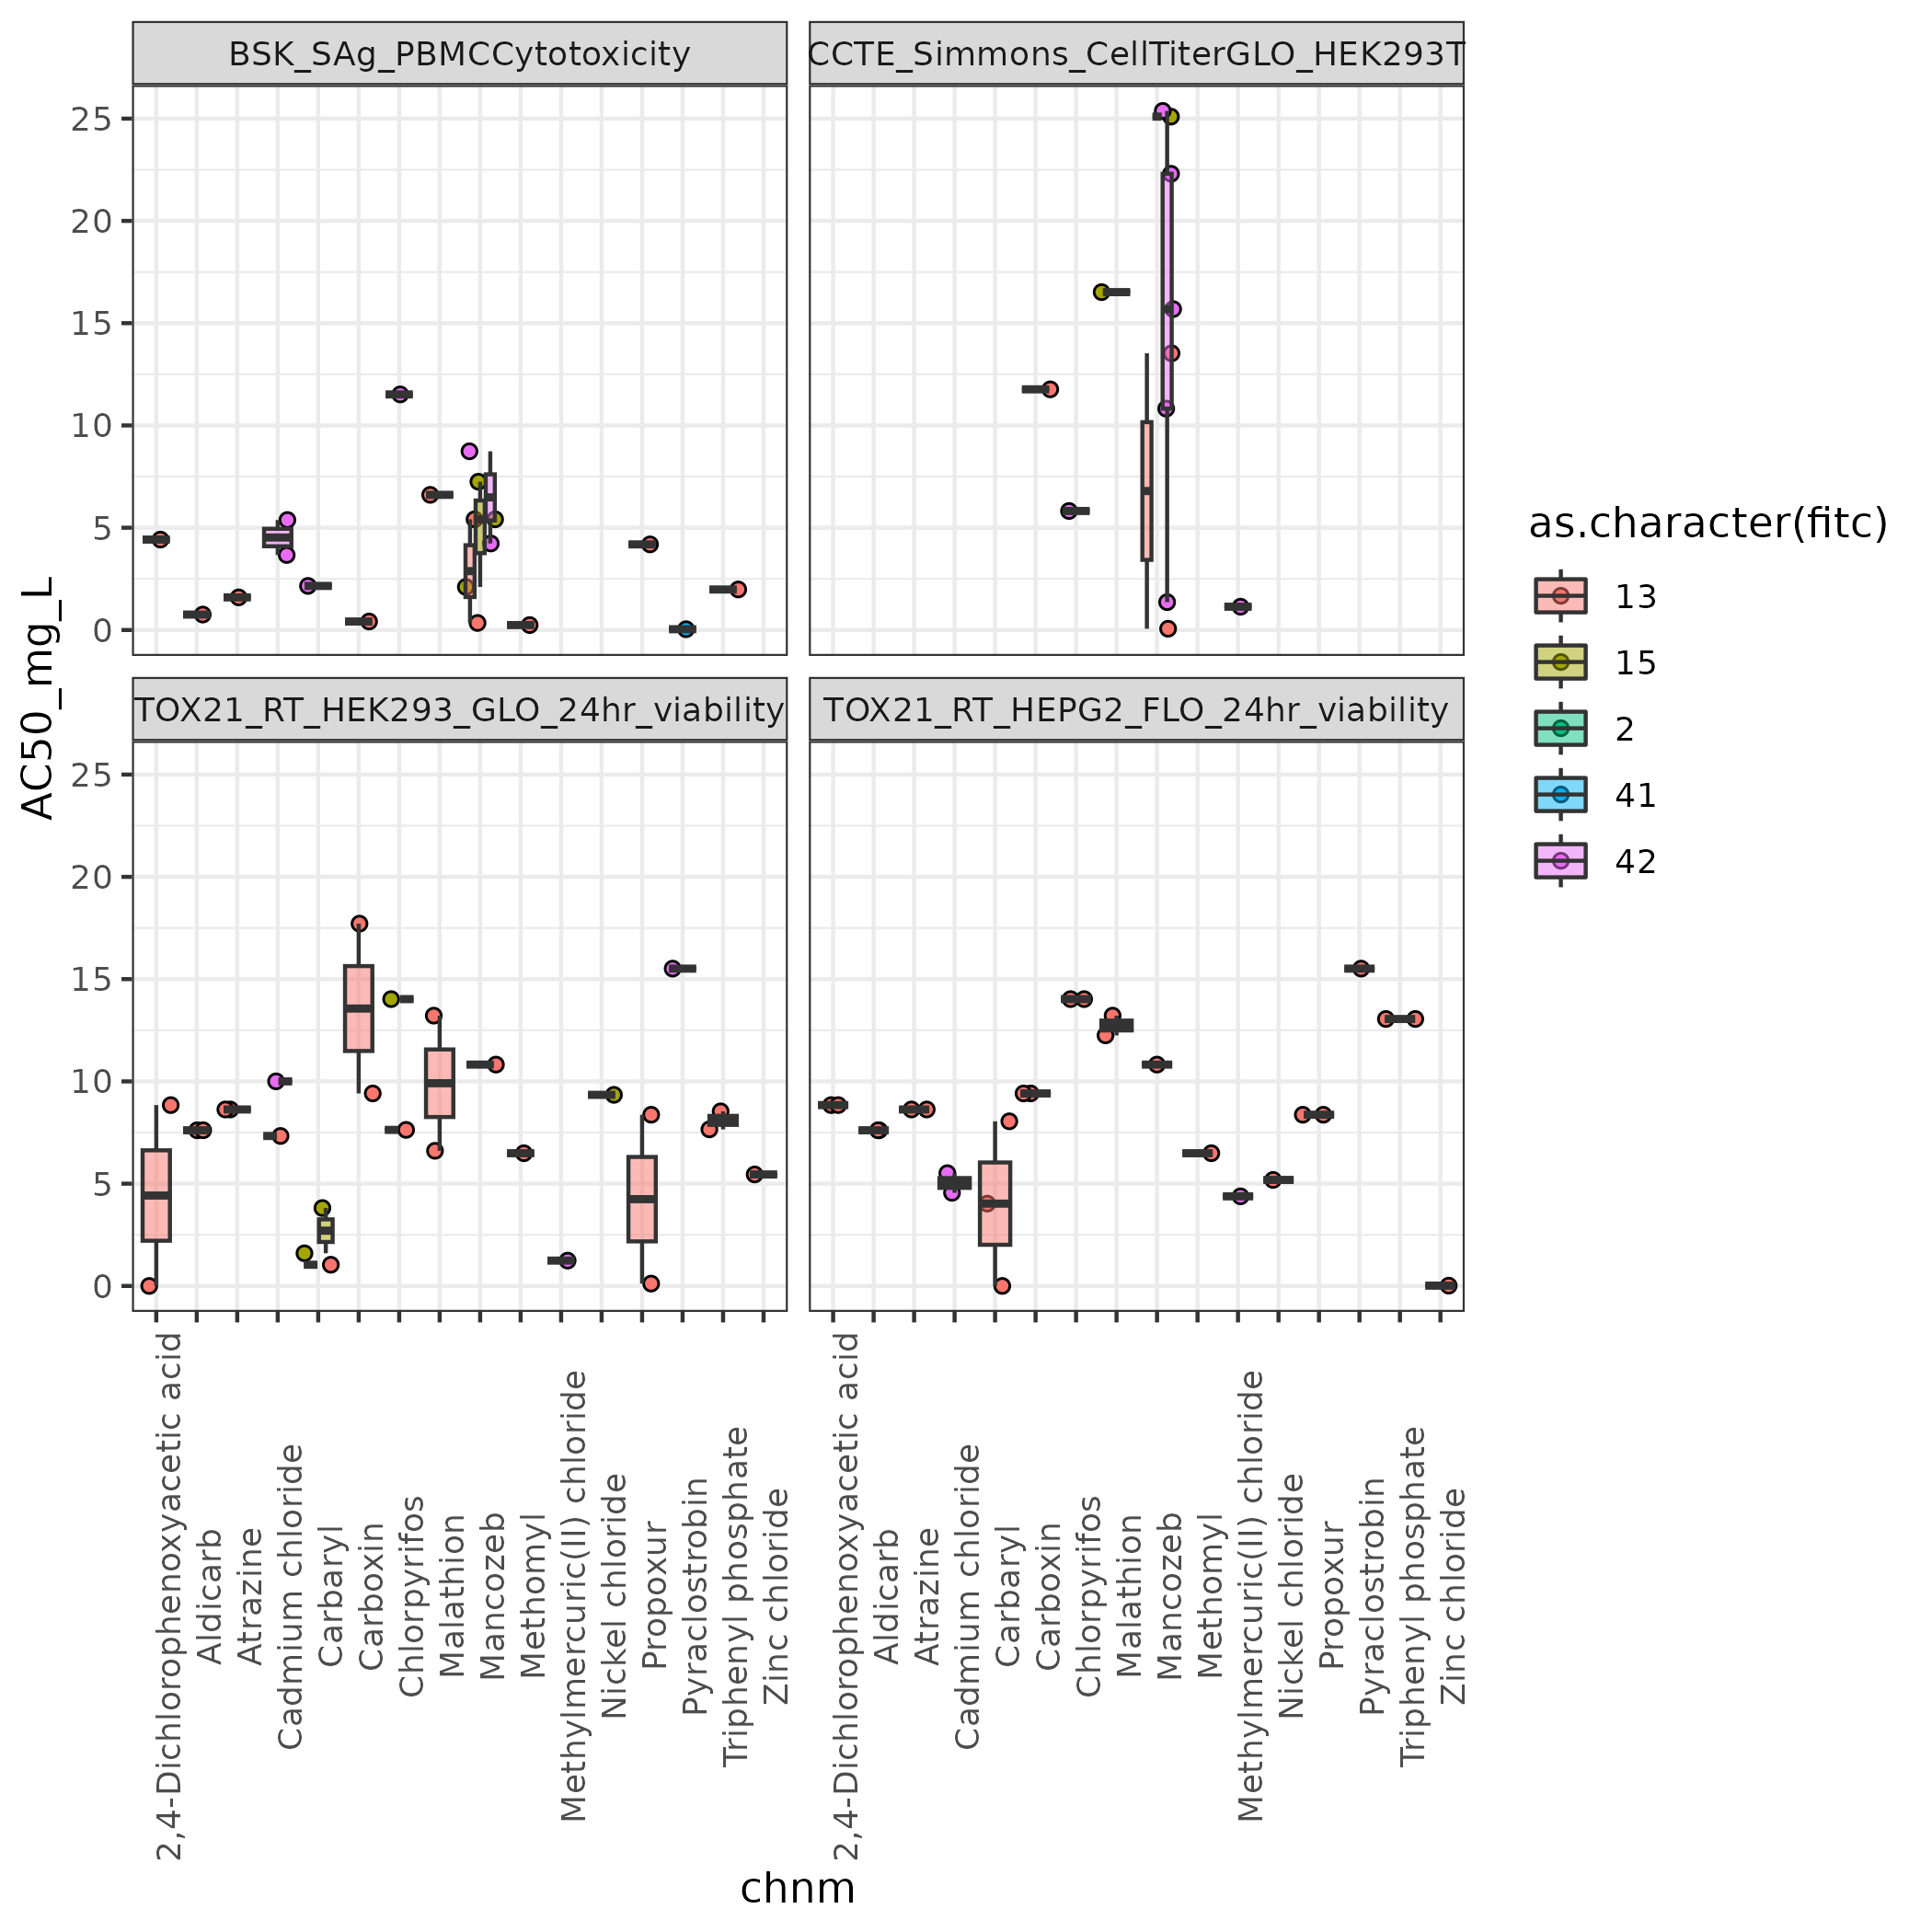 BSK_SAg_PBMCCytotoxicity
CCTE_Simmons_CellTiterGLO_HEK293T
25
20
15
10
5
0
TOX21_RT_HEK293_GLO_24hr_viability
TOX21_RT_HEPG2_FLO_24hr_viability
25
20
15
10
5
0
AC50_mg_L
2,4-Dichlorophenoxyacetic acid
Aldicarb
Atrazine
Cadmium chloride
Carbaryl
Carboxin
Chlorpyrifos
Malathion
Mancozeb
Methomyl
Methylmercuric(II) chloride
Nickel chloride
Propoxur
Pyraclostrobin
Triphenyl phosphate
Zinc chloride
2,4-Dichlorophenoxyacetic acid
Aldicarb
Atrazine
Cadmium chloride
Carbaryl
Carboxin
Chlorpyrifos
Malathion
Mancozeb
Methomyl
Methylmercuric(II) chloride
Nickel chloride
Propoxur
Pyraclostrobin
Triphenyl phosphate
Zinc chloride
chnm
as.character(fitc)
13
15
2
41
42